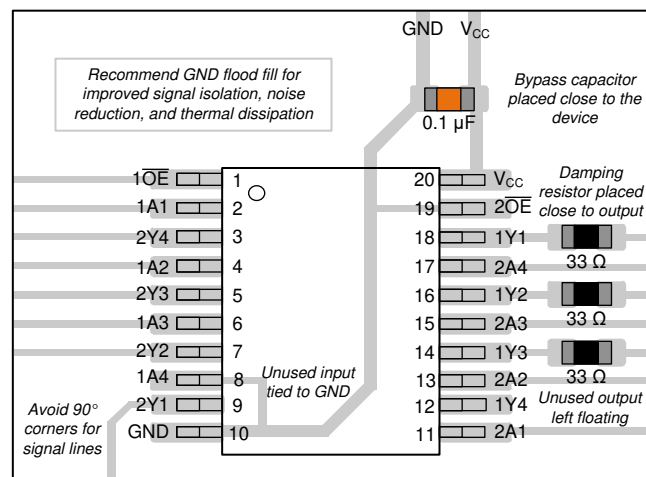 GND VCC
Recommend GND flood fill for
improved signal isolation, noise
reduction, and thermal dissipation
Bypass capacitor
placed close to the
device
0.1 µF
1O̅E̅ 1 20 VCC
Damping
resistor placed
close to output
1A1 2 19 2O̅E̅
2Y4 3 18 1Y1
33 Ω
1A2 4 17 2A4
2Y3 5 16 1Y2
33 Ω
1A3 6 15 2A3
2Y2 7 14 1Y3
33 Ω
1A4 8 13 2A2
Unused input
tied to GND
2Y1 9 12 1Y4
Unused output
left floating
GND 10 11 2A1
Avoid 90°
corners for
signal lines